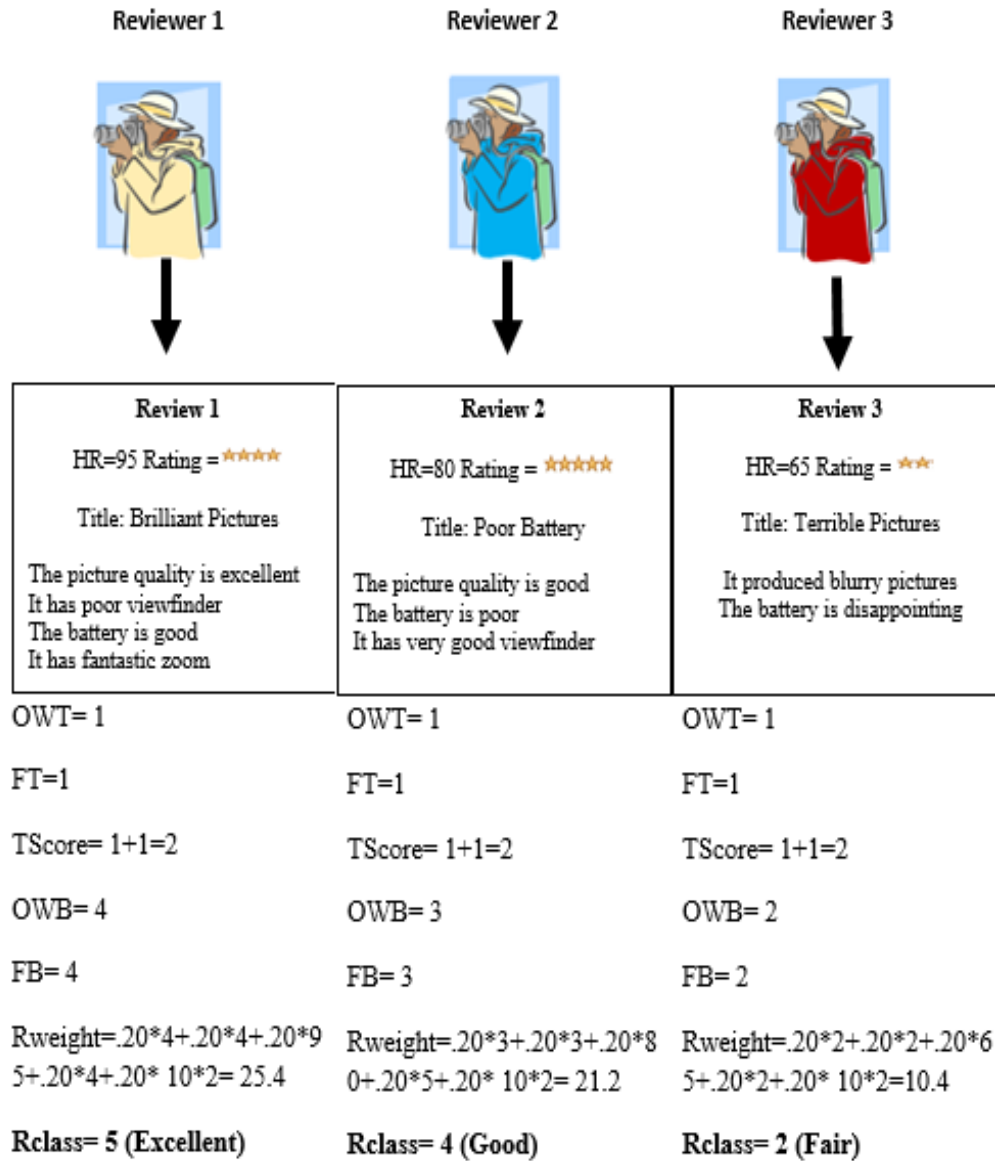 Reviewer 1
Reviewer 2
Reviewer 3
Review 1
HR=95 Rating =
Title: Brilliant Pictures
The picture quality is excellent
It has poor viewfinder
The battery is good
It has fantastic zoom
Review 2
HR=80 Rating =
Title: Poor Battery
The picture quality is good
The battery is poor
It has very good viewfinder
Review 3
HR=65 Rating =
Title: Terrible Pictures
It produced blurry pictures
The battery is disappointing
OWT= 1
FT=1
TScore= 1+1=2
OWB= 4
FB= 4
Rweight=.20*4+.20*4+.20*9
5+.20*4+.20* 10*2= 25.4
Rclass= 5 (Excellent)
OWT= 1
FT=1
TScore= 1+1=2
OWB= 3
FB= 3
Rweight=.20*3+.20*3+.20*8
0+.20*5+.20* 10*2= 21.2
Rclass= 4 (Good)
OWT= 1
FT=1
TScore= 1+1=2
OWB= 2
FB= 2
Rweight=.20*2+.20*2+.20*6
5+.20*2+.20* 10*2=10.4
Rclass= 2 (Fair)